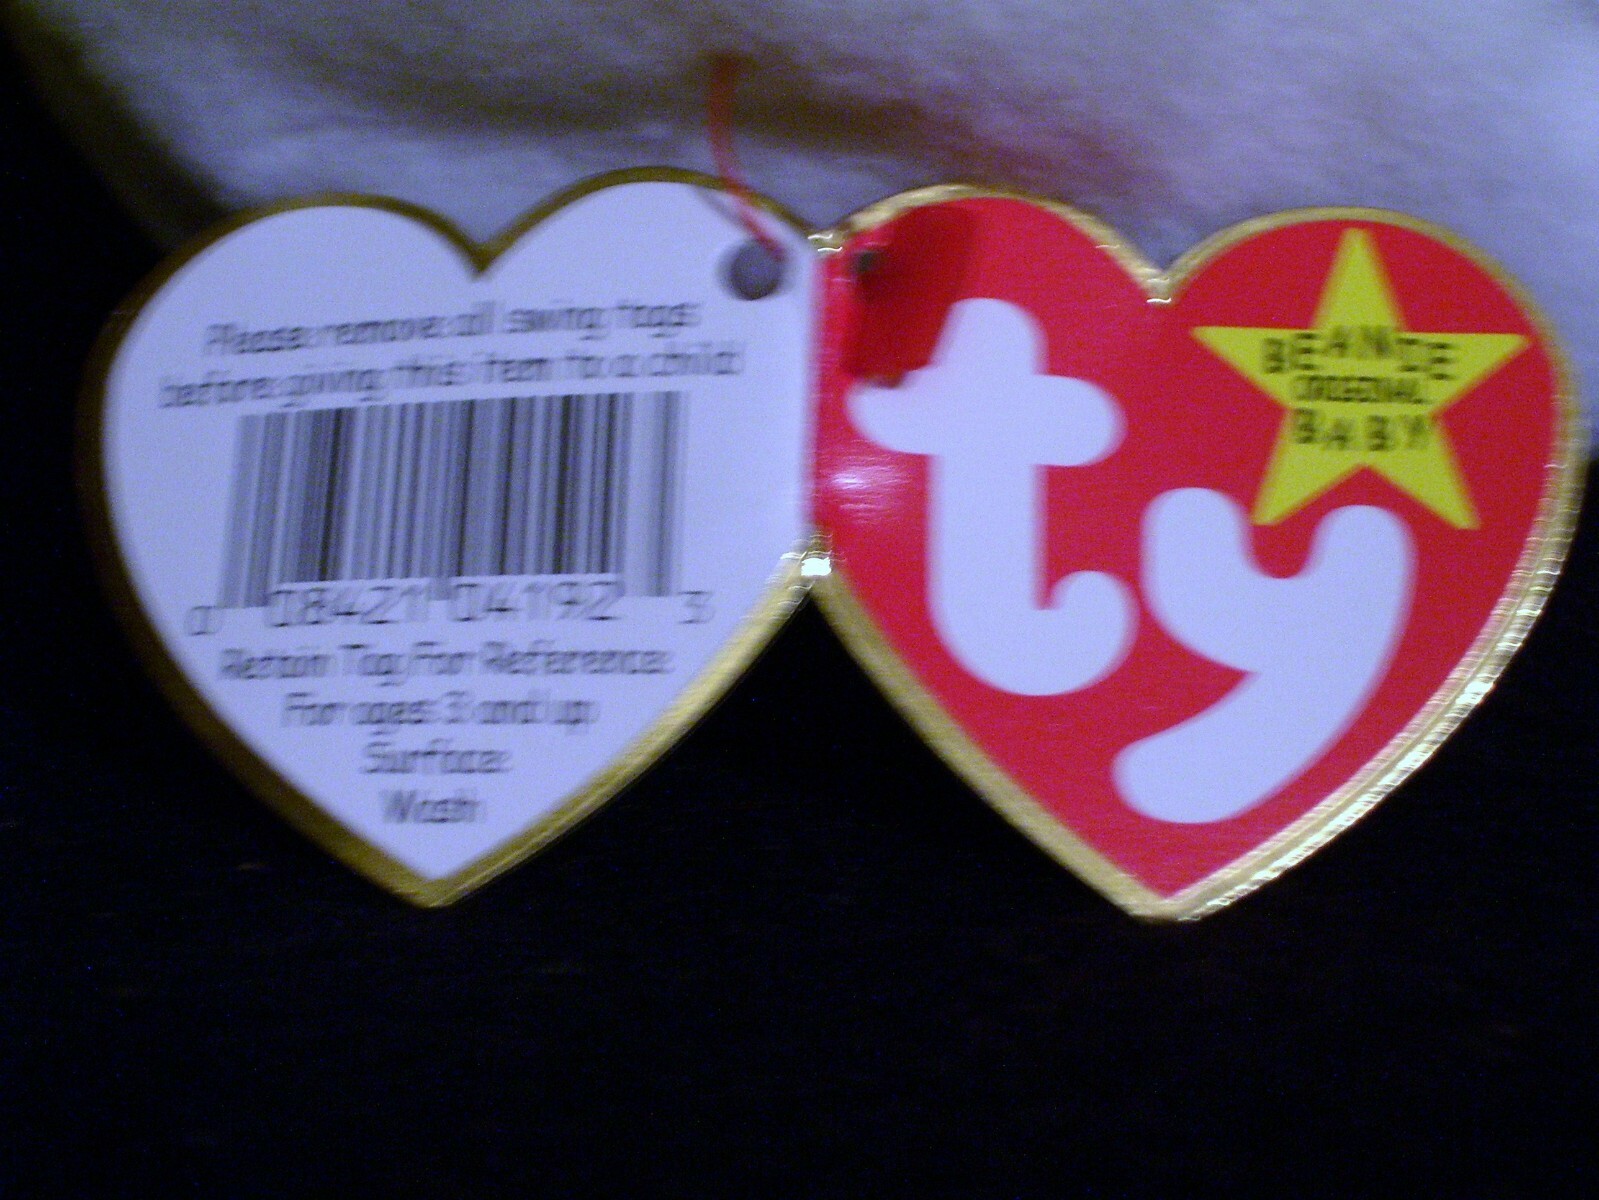 Please remove all swing tags
before giving this item to a child
0 08421 04192 3
Retain Tag For Reference
For ages 3 and up
Surface
Wash
ty
BEANIE
ORIGINAL
BABY